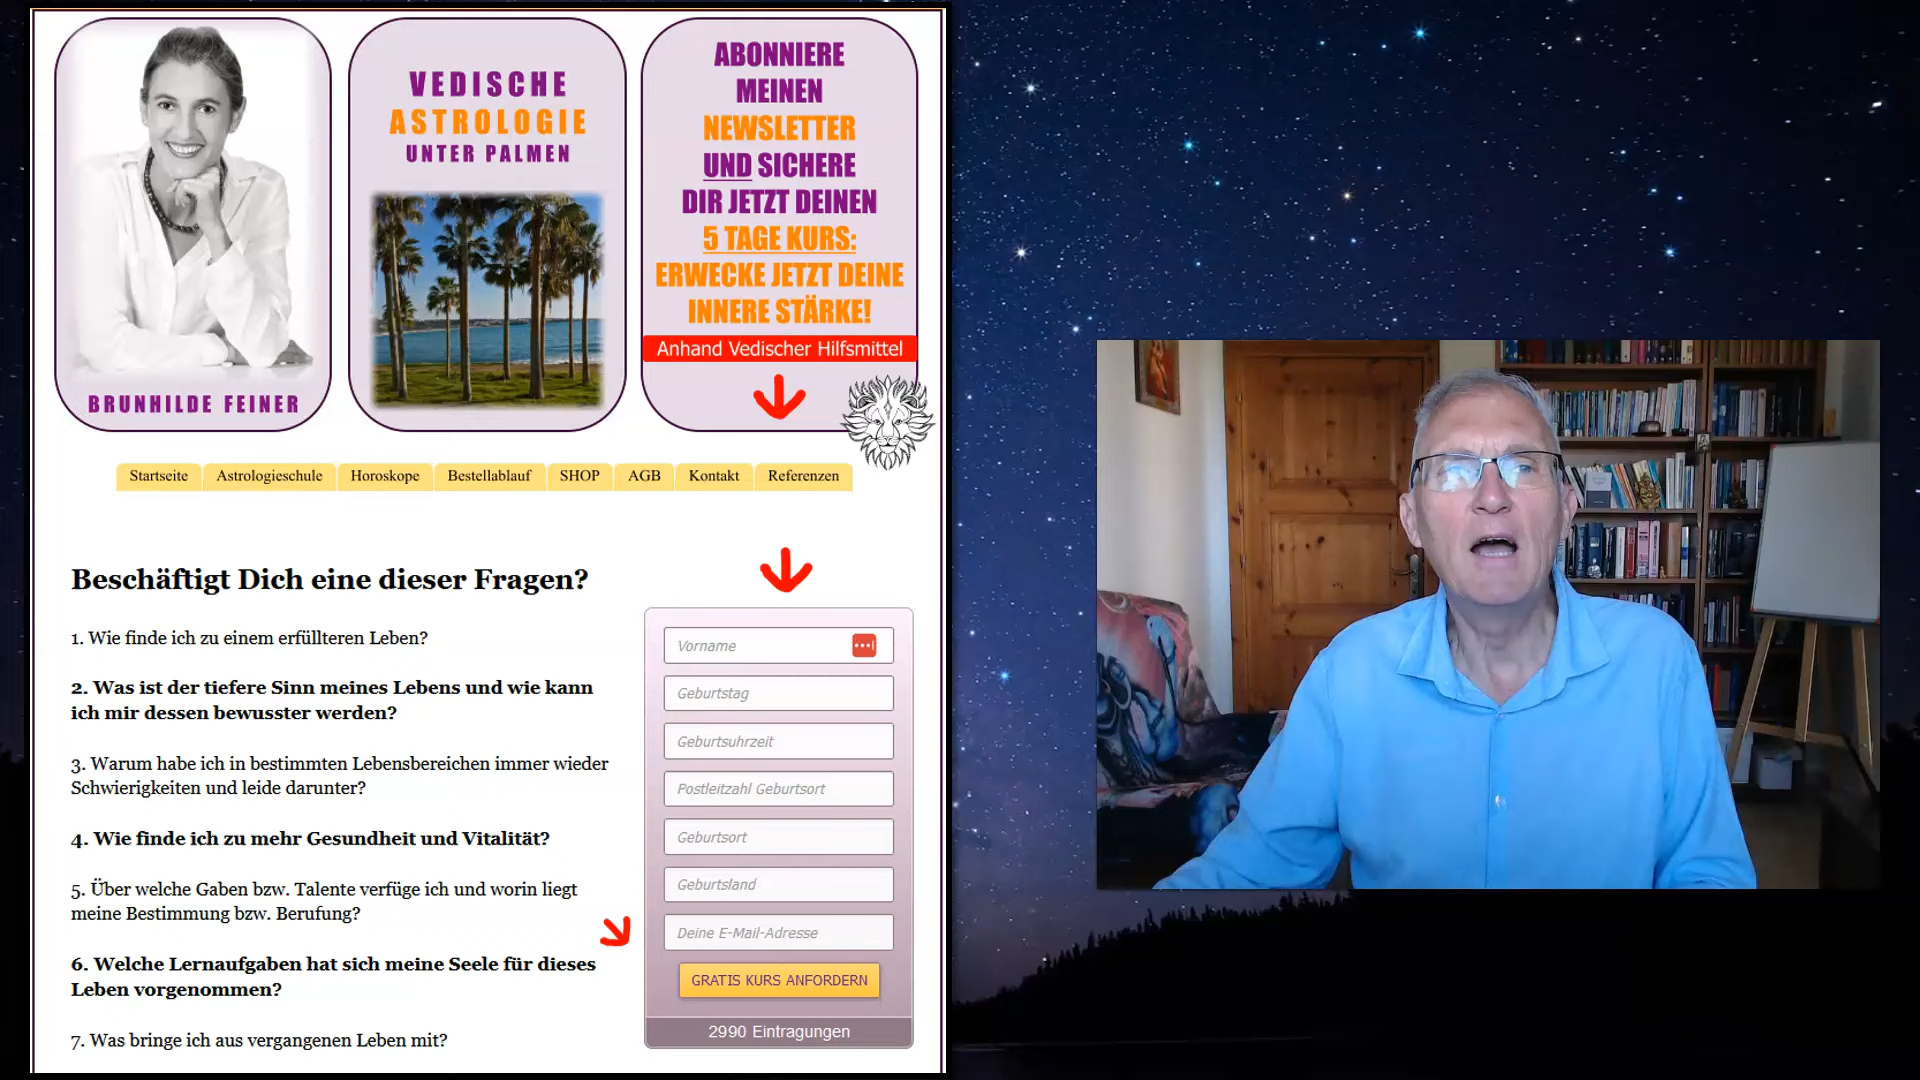 BRUNHILDE FEINER
VEDISCHE
ASTROLOGIE
UNTER PALMEN
ABONNIERE
MEINEN
NEWSLETTER
UND SICHERE
DIR JETZT DEINEN
5 TAGE KURS:
ERWECKE JETZT DEINE
INNERE STÄRKE!
Anhand Vedischer Hilfsmittel
Startseite Astrologieschule Horoskope Bestellablauf SHOP AGB Kontakt Referenzen
Beschäftigt Dich eine dieser Fragen?
1. Wie finde ich zu einem erfüllteren Leben?
2. Was ist der tiefere Sinn meines Lebens und wie kann
ich mir dessen bewusster werden?
3. Warum habe ich in bestimmten Lebensbereichen immer wieder
Schwierigkeiten und leide darunter?
4. Wie finde ich zu mehr Gesundheit und Vitalität?
5. Über welche Gaben bzw. Talente verfüge ich und worin liegt
meine Bestimmung bzw. Berufung?
6. Welche Lernaufgaben hat sich meine Seele für dieses
Leben vorgenommen?
7. Was bringe ich aus vergangenen Leben mit?
Vorname
Geburtstag
Geburtsuhrzeit
Postleitzahl Geburtsort
Geburtsort
Geburtsland
Deine E-Mail-Adresse
GRATIS KURS ANFORDERN
2990 Eintragungen